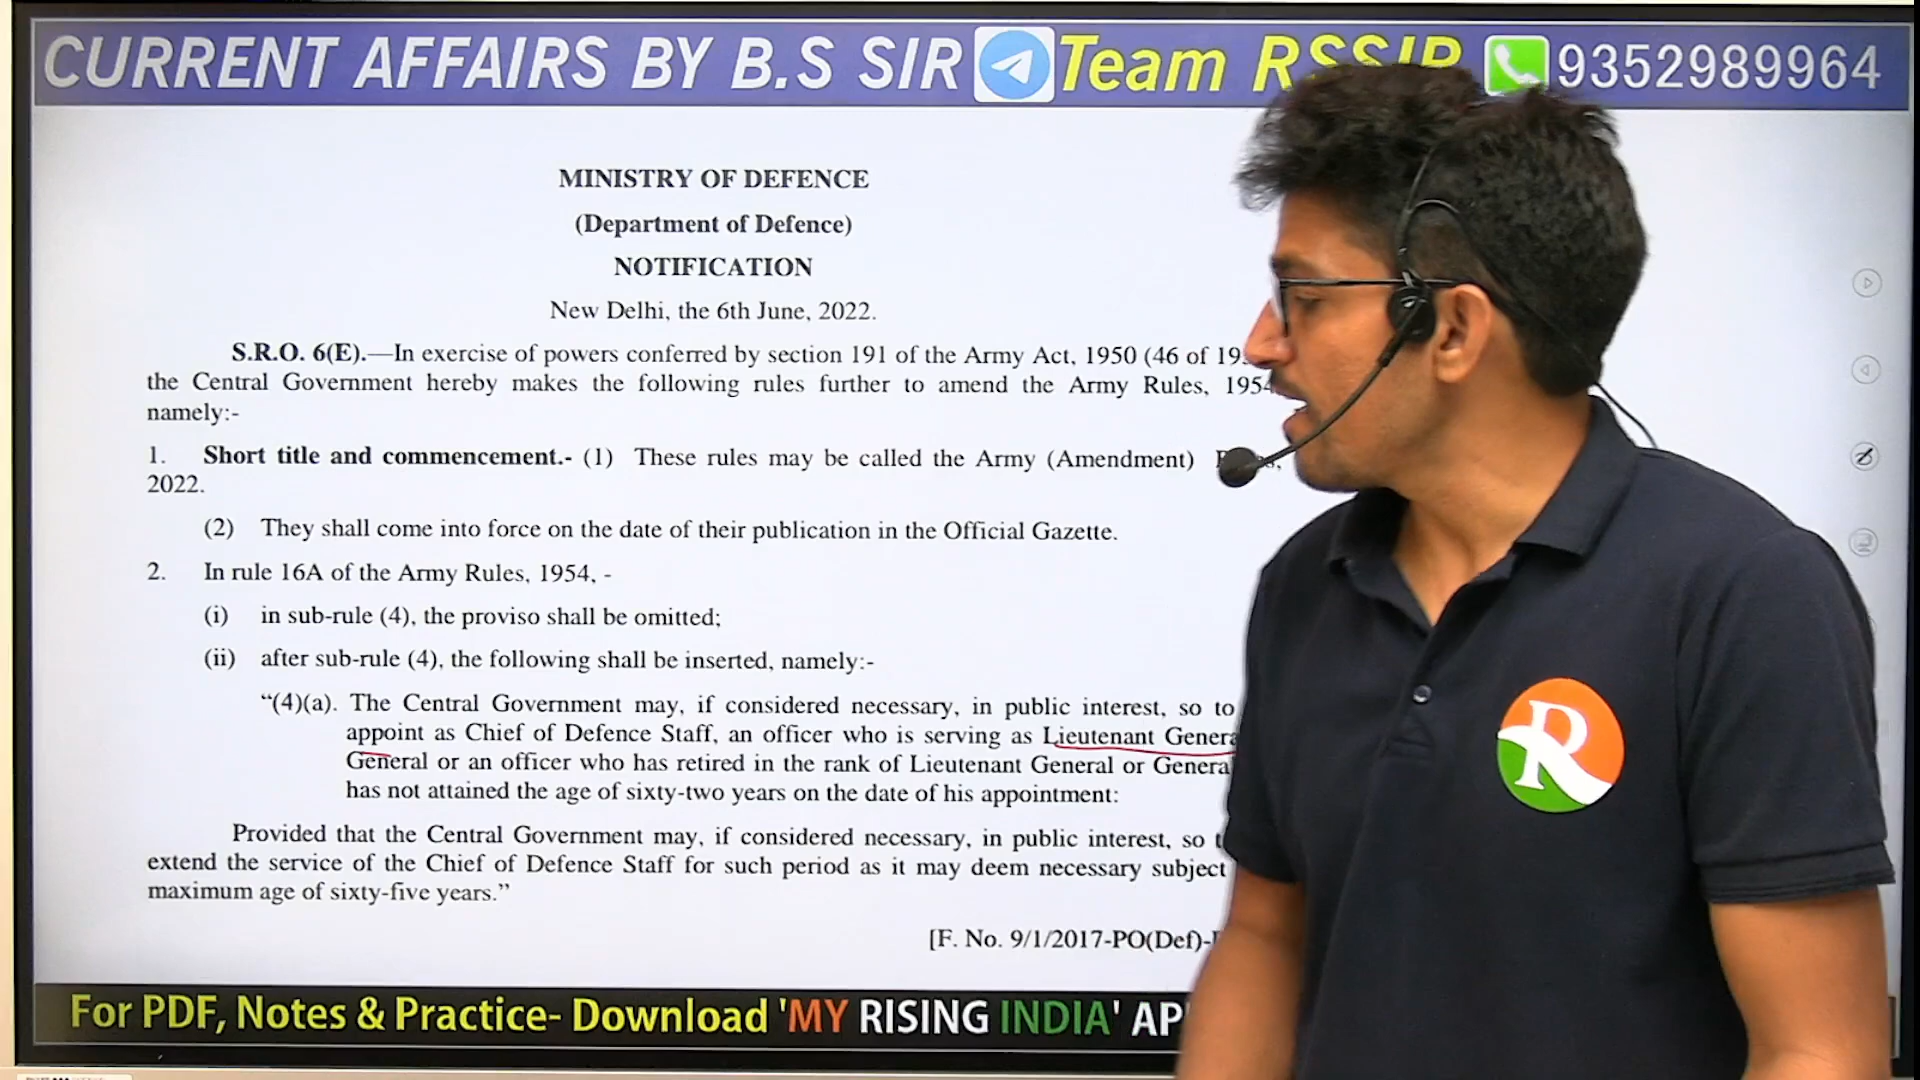 CURRENT AFFAIRS BY B.S SIR Team RSSIR 9352989964
MINISTRY OF DEFENCE
(Department of Defence)
NOTIFICATION
New Delhi, the 6th June, 2022.
S.R.O. 6(E).—In exercise of powers conferred by section 191 of the Army Act, 1950 (46 of 19
the Central Government hereby makes the following rules further to amend the Army Rules, 1954
namely:-
1. Short title and commencement.- (1) These rules may be called the Army (Amendment)
2022.
(2) They shall come into force on the date of their publication in the Official Gazette.
2. In rule 16A of the Army Rules, 1954, -
(i) in sub-rule (4), the proviso shall be omitted;
(ii) after sub-rule (4), the following shall be inserted, namely:-
“(4)(a). The Central Government may, if considered necessary, in public interest, so to
appoint as Chief of Defence Staff, an officer who is serving as Lieutenant Genera
General or an officer who has retired in the rank of Lieutenant General or General
has not attained the age of sixty-two years on the date of his appointment:
Provided that the Central Government may, if considered necessary, in public interest, so t
extend the service of the Chief of Defence Staff for such period as it may deem necessary subject
maximum age of sixty-five years.”
[F. No. 9/1/2017-PO(Def)-
For PDF, Notes & Practice- Download 'MY RISING INDIA' AP
R